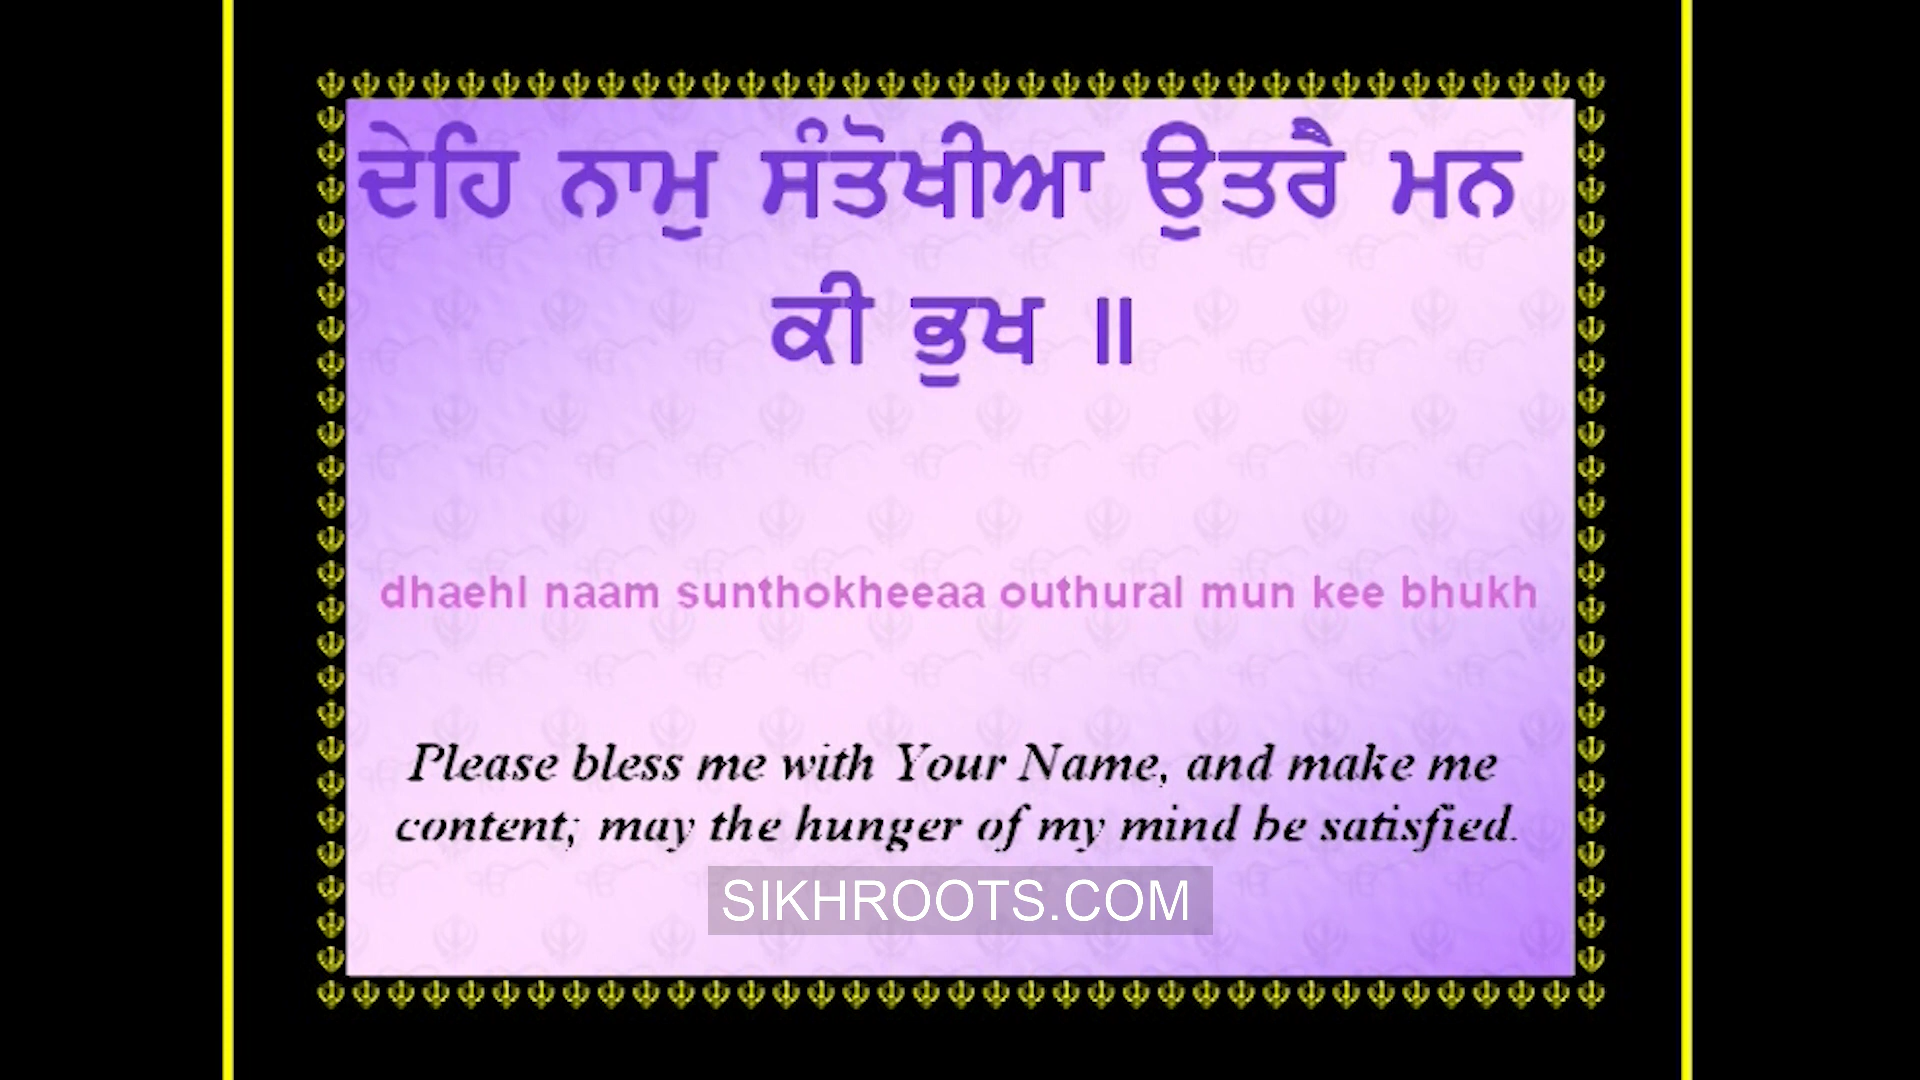 ਦੇਹਿ ਨਾਮੁ ਸੰਤੋਖੀਆ ਉਤਰੈ ਮਨ
ਕੀ ਭੁਖ ॥
dhaehI naam sunthokheeaa outhuraI mun kee bhukh
Please bless me with Your Name, and make me
content; may the hunger of my mind be satisfied.
SIKHROOTS.COM